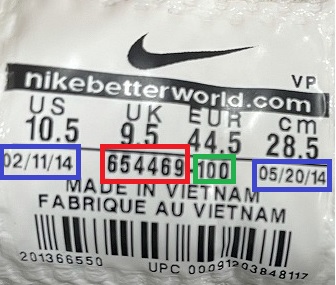 VP
nikebetterworld.com
US UK EUR cm
10.5 9.5 44.5 28.5
02/11/14 654469-100 05/20/14
MADE IN VIETNAM
FABRIQUE AU VIETNAM
201366550 UPC 00091203848117